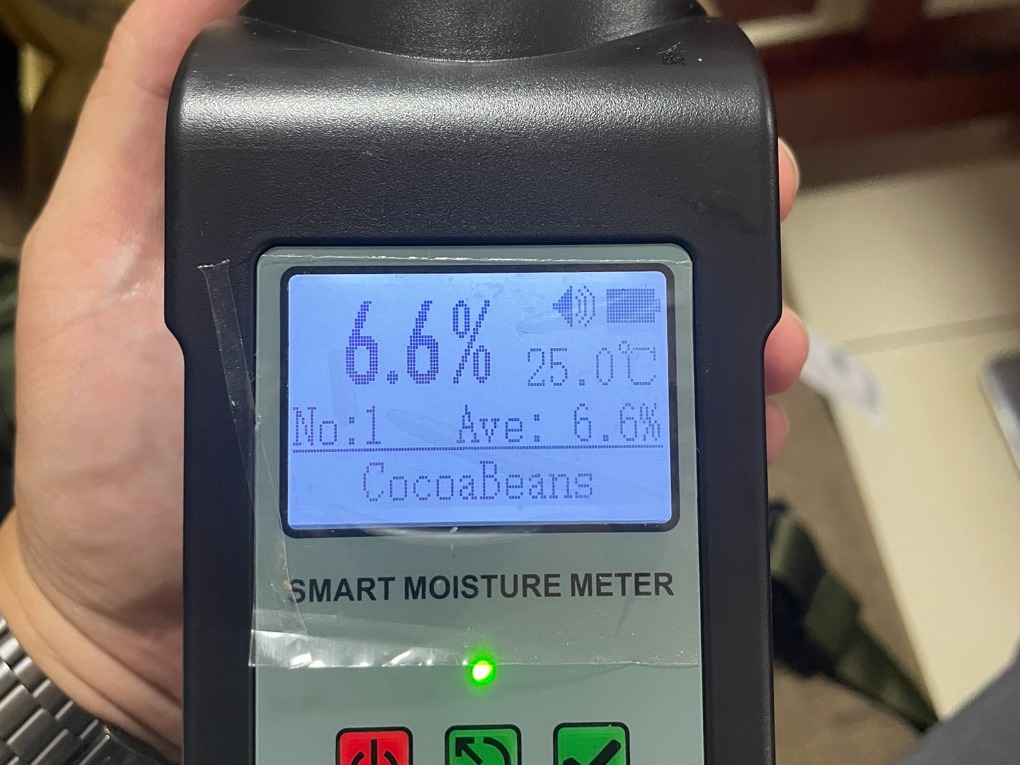 6.6%
25.0℃
No:1 Ave: 6.6%
CocoaBeans
SMART MOISTURE METER